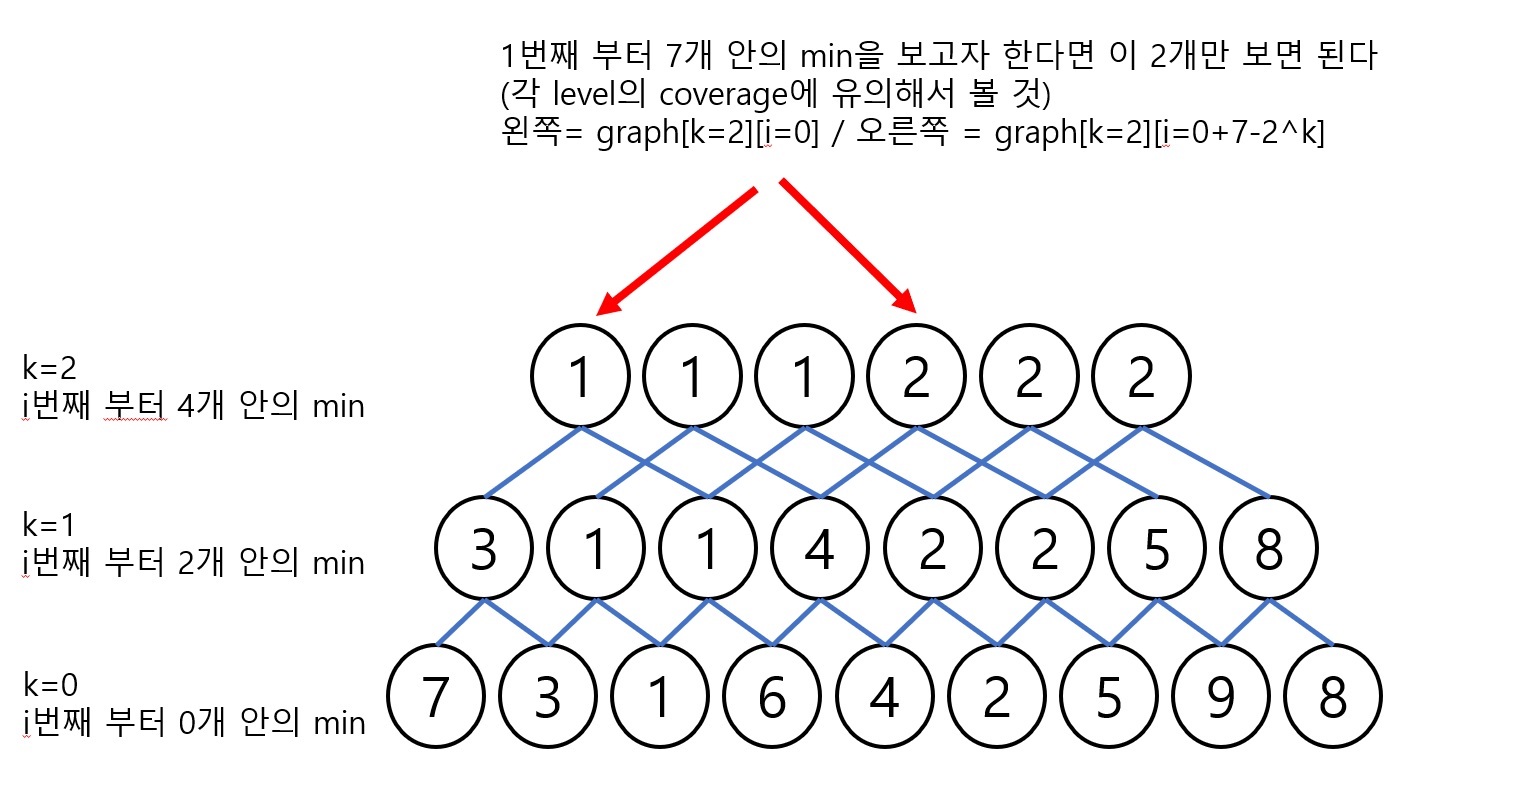 1번째 부터 7개 안의 min을 보고자 한다면 이 2개만 보면 된다
(각 level의 coverage에 유의해서 볼 것)
왼쪽= graph[k=2][i=0] / 오른쪽 = graph[k=2][i=0+7-2^k]
k=2
i번째 부터 4개 안의 min
1 1 1 2 2 2
k=1
i번째 부터 2개 안의 min
3 1 1 4 2 2 5 8
k=0
i번째 부터 0개 안의 min
7 3 1 6 4 2 5 9 8